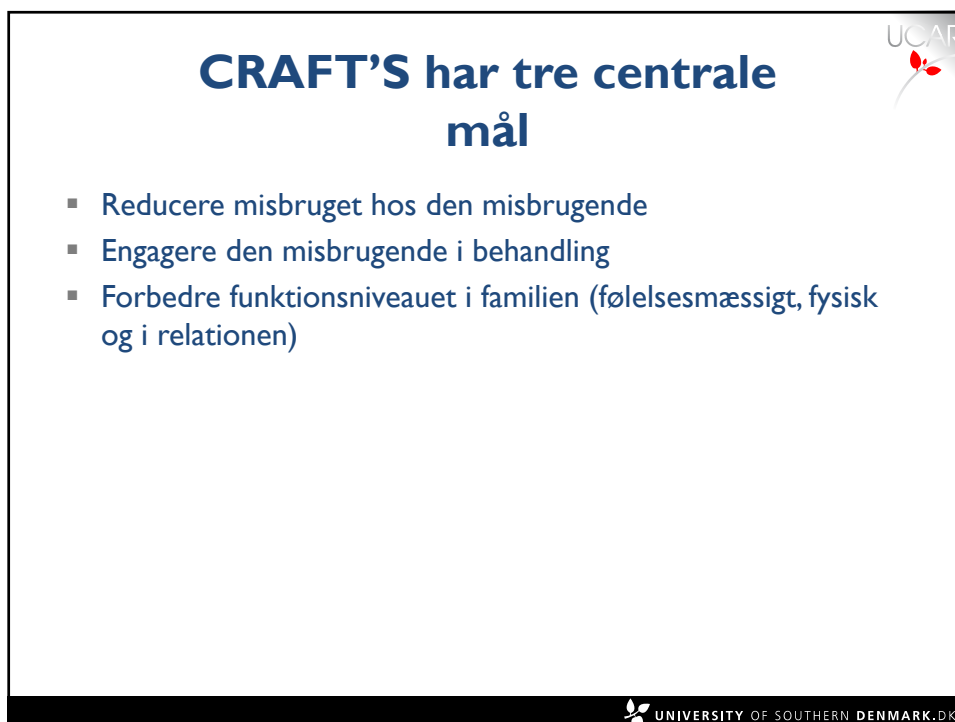 UCAR
CRAFT’S har tre centrale
mål
▪ Reducere misbruget hos den misbrugende
▪ Engagere den misbrugende i behandling
▪ Forbedre funktionsniveauet i familien (følelsesmæssigt, fysisk
og i relationen)
UNIVERSITY OF SOUTHERN DENMARK.DK